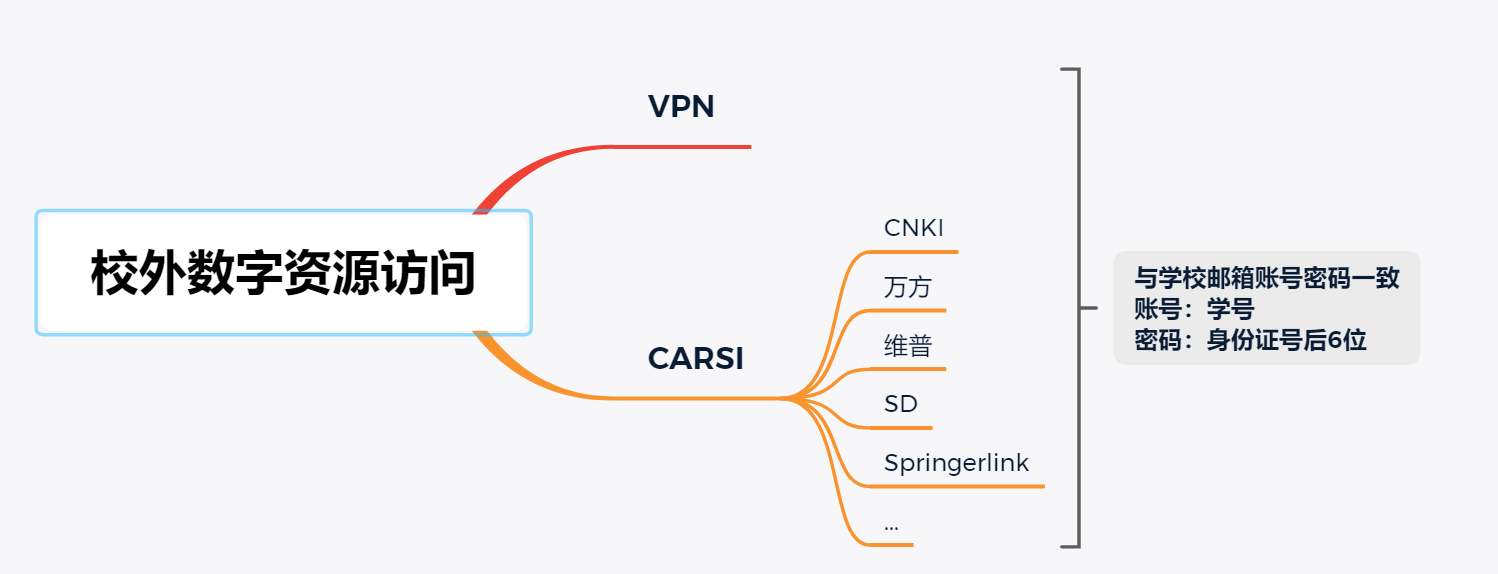 校外数字资源访问
VPN
CARSI
CNKI
万方
维普
SD
Springerlink
...
与学校邮箱账号密码一致
账号：学号
密码：身份证号后6位